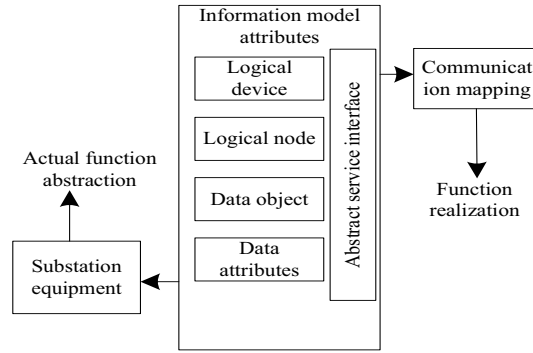 Information model
attributes
Logical
device
Logical node
Data object
Data
attributes
Abstract service interface
Communicat
ion mapping
Function
realization
Actual function
abstraction
Substation
equipment